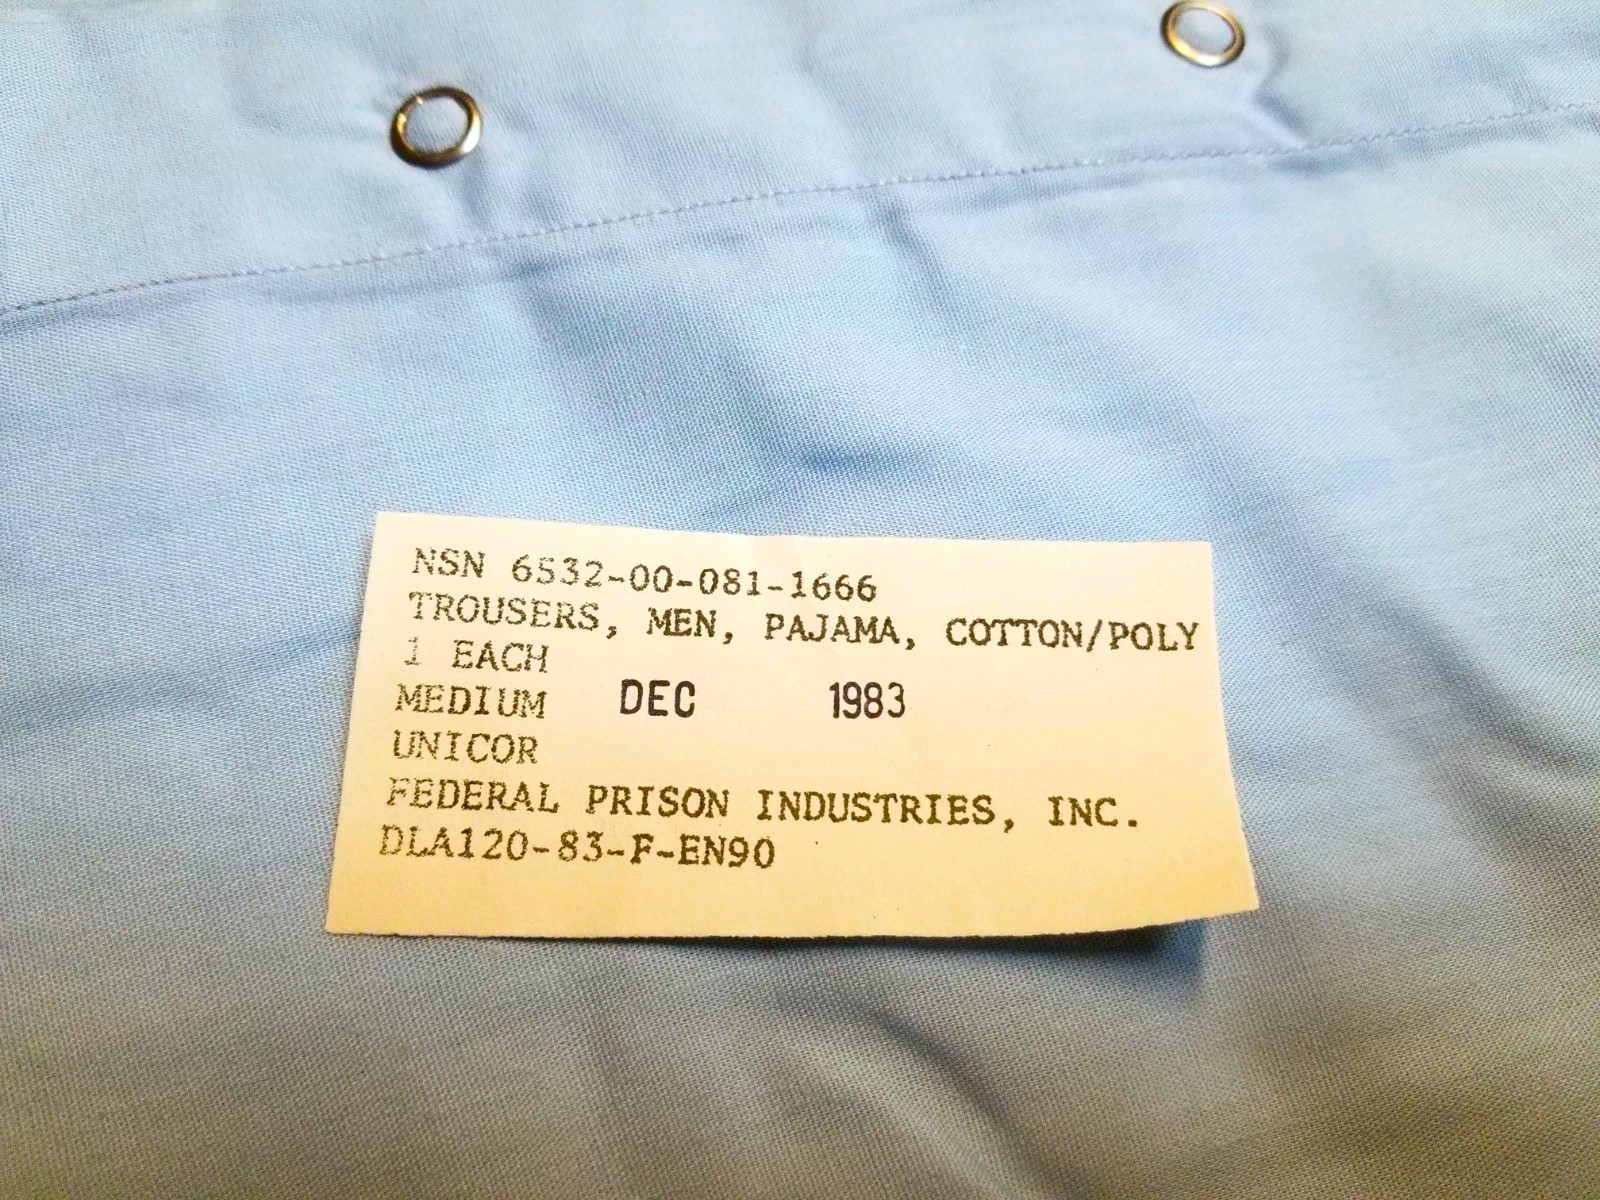 NSN 6532-00-081-1666
TROUSERS, MEN, PAJAMA, COTTON/POLY
1 EACH
MEDIUM DEC 1983
UNICOR
FEDERAL PRISON INDUSTRIES, INC.
DLA120-83-F-EN90